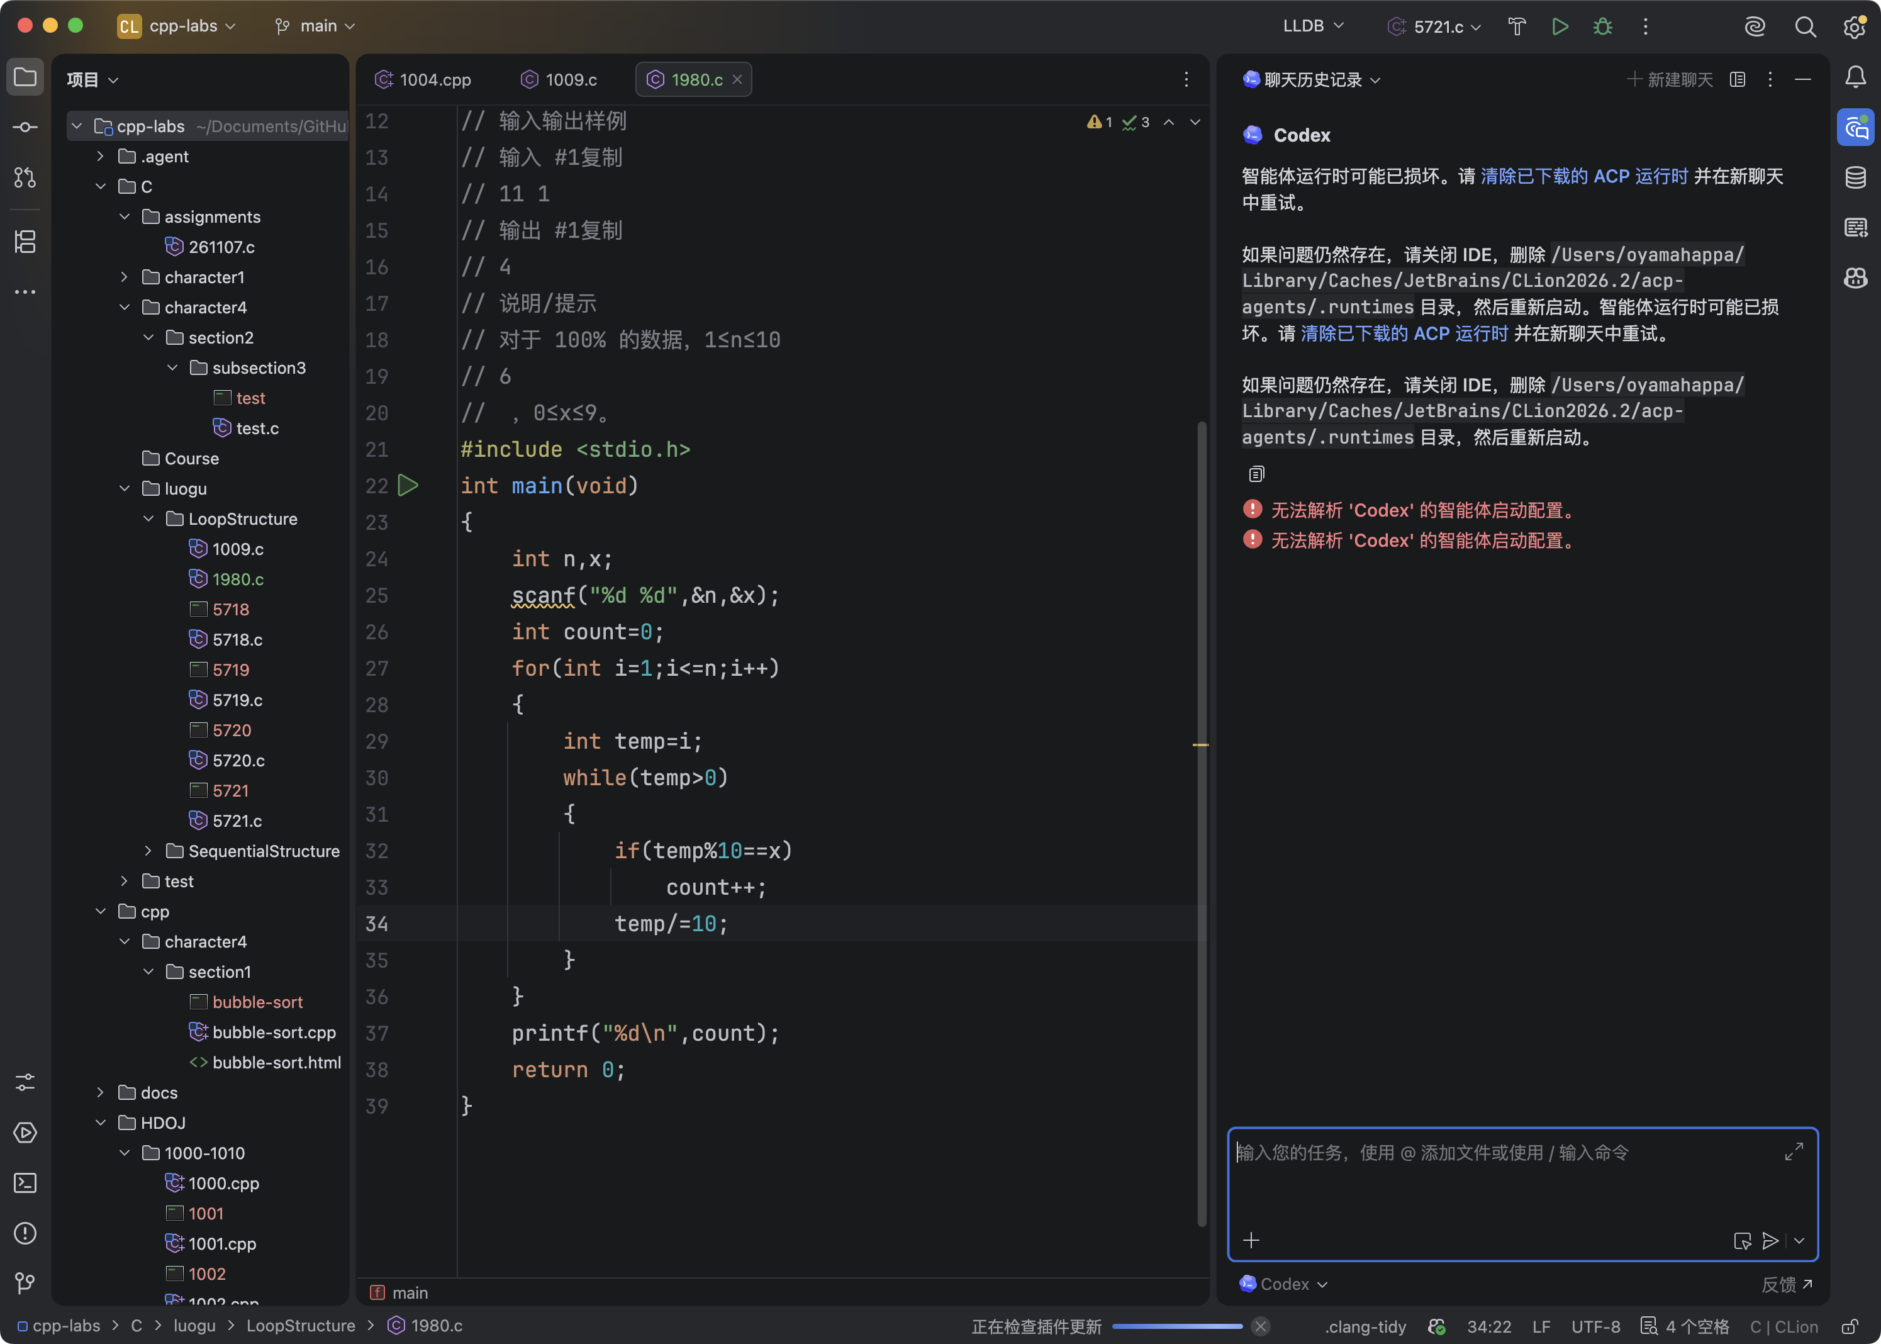 CL cpp-labs main LLDB 5721.c
项目
cpp-labs ~/Documents/GitHu
.agent
C
assignments
261107.c
character1
character4
section2
subsection3
test
test.c
Course
luogu
LoopStructure
1009.c
1980.c
5718
5718.c
5719
5719.c
5720
5720.c
5721
5721.c
SequentialStructure
test
cpp
character4
section1
bubble-sort
bubble-sort.cpp
bubble-sort.html
docs
HDOJ
1000-1010
1000.cpp
1001
1001.cpp
1002
1002.cpp
1004.cpp 1009.c 1980.c
1 3
12 // 输入输出样例
13 // 输入 #1复制
14 // 11 1
15 // 输出 #1复制
16 // 4
17 // 说明/提示
18 // 对于 100% 的数据，1≤n≤10
19 // 6
20 // ，0≤x≤9。
21 #include <stdio.h>
22 int main(void)
23 {
24 int n,x;
25 scanf("%d %d",&n,&x);
26 int count=0;
27 for(int i=1;i<=n;i++)
28 {
29 int temp=i;
30 while(temp>0)
31 {
32 if(temp%10==x)
33 count++;
34 temp/=10;
35 }
36 }
37 printf("%d\n",count);
38 return 0;
39 }
f main
聊天历史记录 新建聊天
Codex
智能体运行时可能已损坏。请 清除已下载的 ACP 运行时 并在新聊天
中重试。
如果问题仍然存在，请关闭 IDE，删除 /Users/oyamahappa/
Library/Caches/JetBrains/CLion2026.2/acp-
agents/.runtimes 目录，然后重新启动。智能体运行时可能已损
坏。请 清除已下载的 ACP 运行时 并在新聊天中重试。
如果问题仍然存在，请关闭 IDE，删除 /Users/oyamahappa/
Library/Caches/JetBrains/CLion2026.2/acp-
agents/.runtimes 目录，然后重新启动。
无法解析 'Codex' 的智能体启动配置。
无法解析 'Codex' 的智能体启动配置。
输入您的任务，使用 @ 添加文件或使用 / 输入命令
Codex 反馈
cpp-labs C luogu LoopStructure 1980.c 正在检查插件更新 .clang-tidy 34:22 LF UTF-8 4 个空格 C | CLion